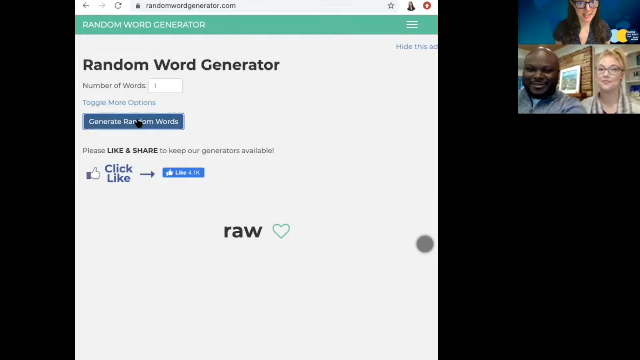 randomwordgenerator.com
RANDOM WORD GENERATOR
Hide this ad
Random Word Generator
Number of Words: 1
Toggle More Options
Generate Random Words
Please LIKE & SHARE to keep our generators available!
Click
Like
Like 4.1K
raw